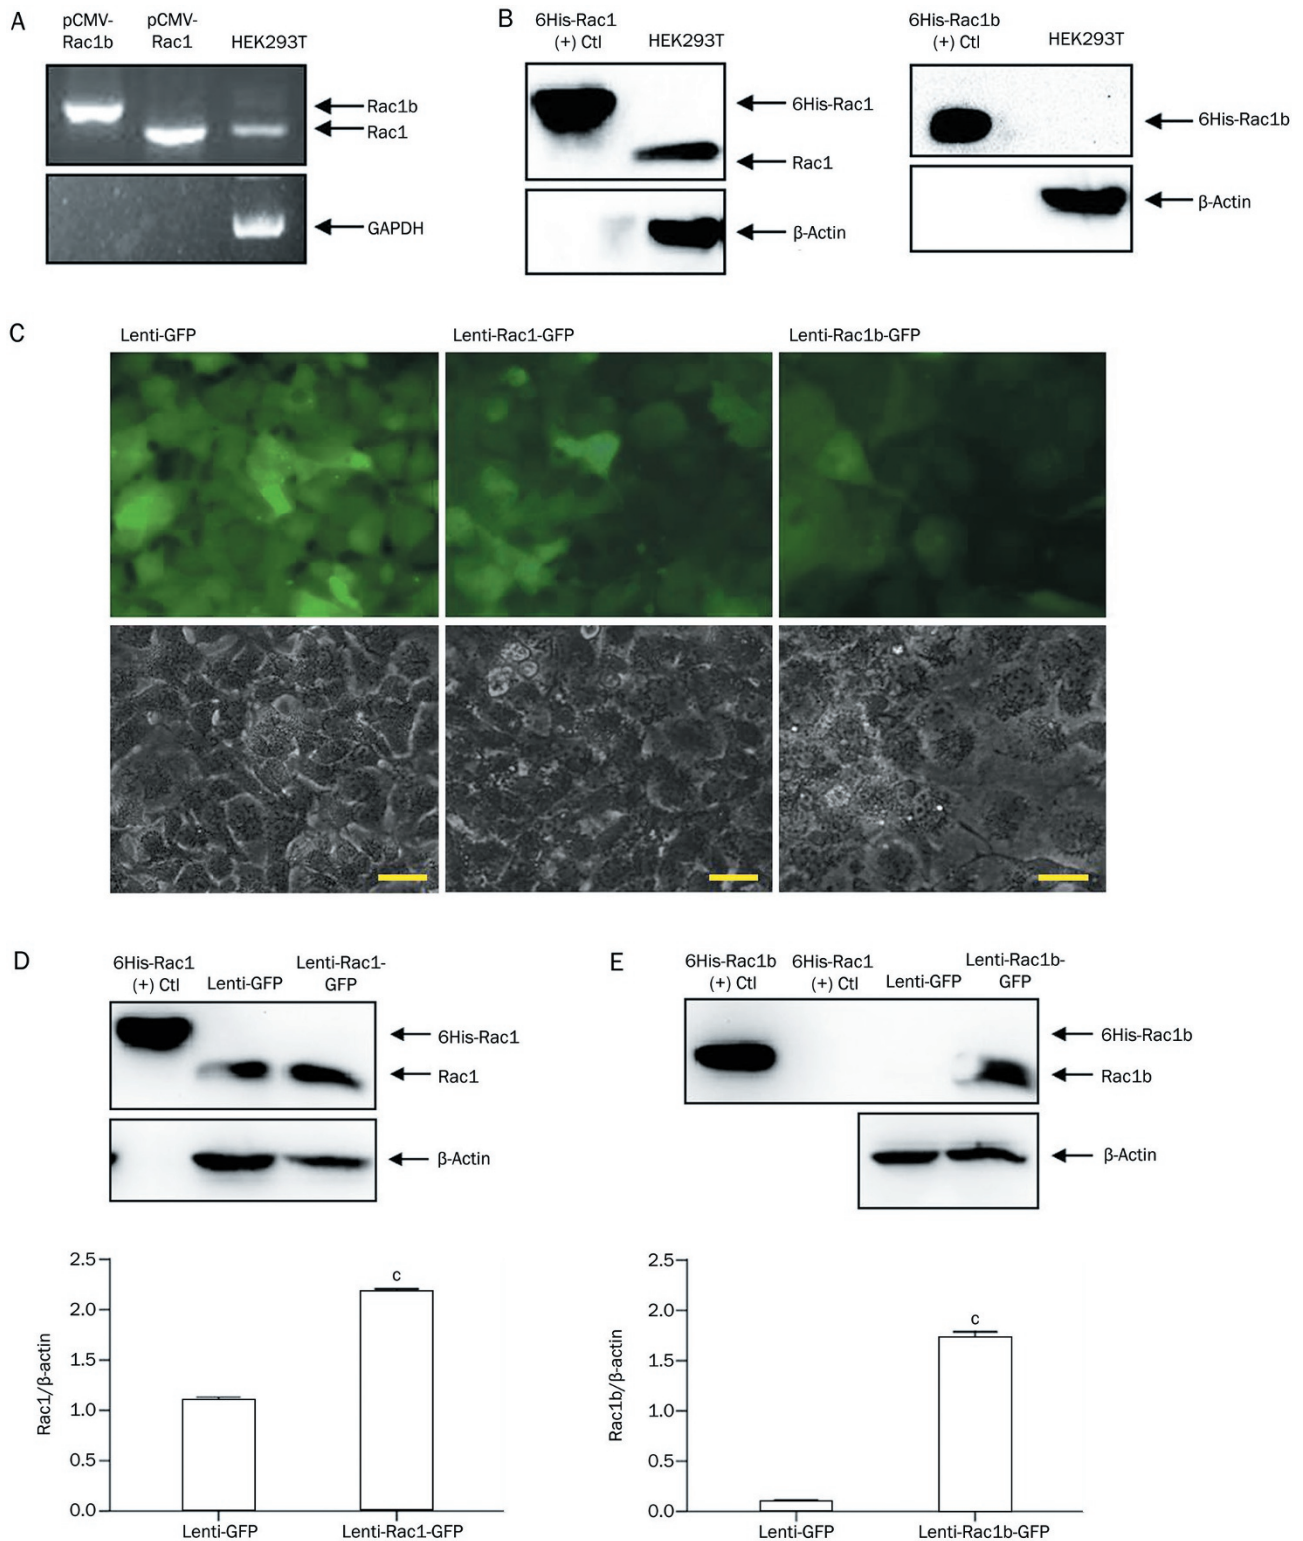 A
pCMV-
Rac1b
pCMV-
Rac1
HEK293T
Rac1b
Rac1
GAPDH
B
6His-Rac1
(+) Ctl
HEK293T
6His-Rac1
Rac1
β-Actin
6His-Rac1b
(+) Ctl
HEK293T
6His-Rac1b
β-Actin
C
Lenti-GFP
Lenti-Rac1-GFP
Lenti-Rac1b-GFP
D
6His-Rac1
(+) Ctl
Lenti-GFP
Lenti-Rac1-
GFP
6His-Rac1
Rac1
β-Actin
2.5
2.0
1.5
1.0
0.5
0.0
Rac1/β-actin
c
Lenti-GFP
Lenti-Rac1-GFP
E
6His-Rac1b
(+) Ctl
6His-Rac1
(+) Ctl
Lenti-GFP
Lenti-Rac1b-
GFP
6His-Rac1b
Rac1b
β-Actin
2.5
2.0
1.5
1.0
0.5
0.0
Rac1b/β-actin
c
Lenti-GFP
Lenti-Rac1b-GFP